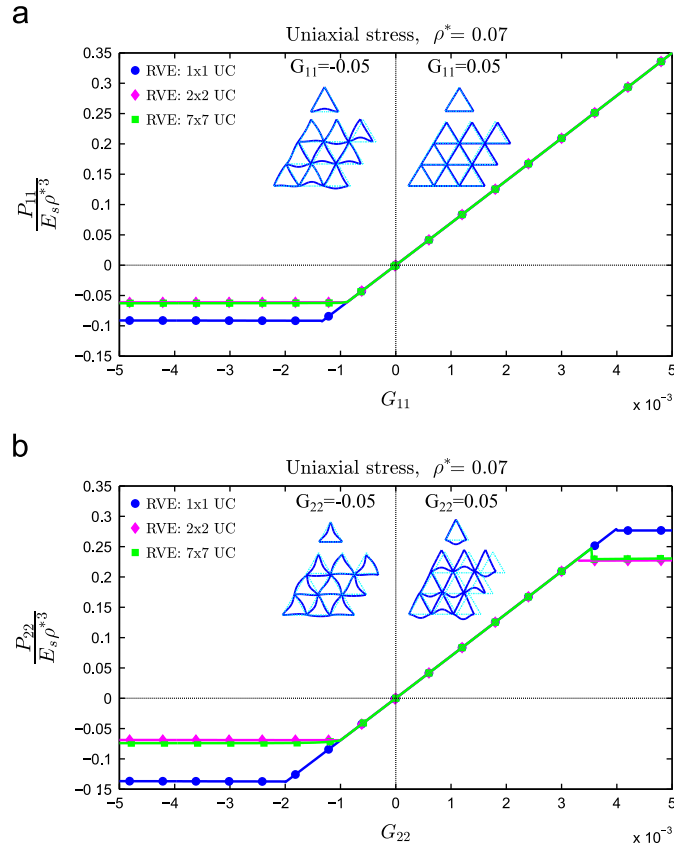 a
Uniaxial stress, ρ*= 0.07
G11=-0.05 G11=0.05
RVE: 1x1 UC
RVE: 2x2 UC
RVE: 7x7 UC
P11
Esρ*3
0.35
0.3
0.25
0.2
0.15
0.1
0.05
0
-0.05
-0.1
-0.15
-5 -4 -3 -2 -1 0 1 2 3 4 5
G11
x 10-3
b
Uniaxial stress, ρ*= 0.07
G22=-0.05 G22=0.05
RVE: 1x1 UC
RVE: 2x2 UC
RVE: 7x7 UC
P22
Esρ*3
0.35
0.3
0.25
0.2
0.15
0.1
0.05
0
-0.05
-0.1
-0.15
-5 -4 -3 -2 -1 0 1 2 3 4 5
G22
x 10-3